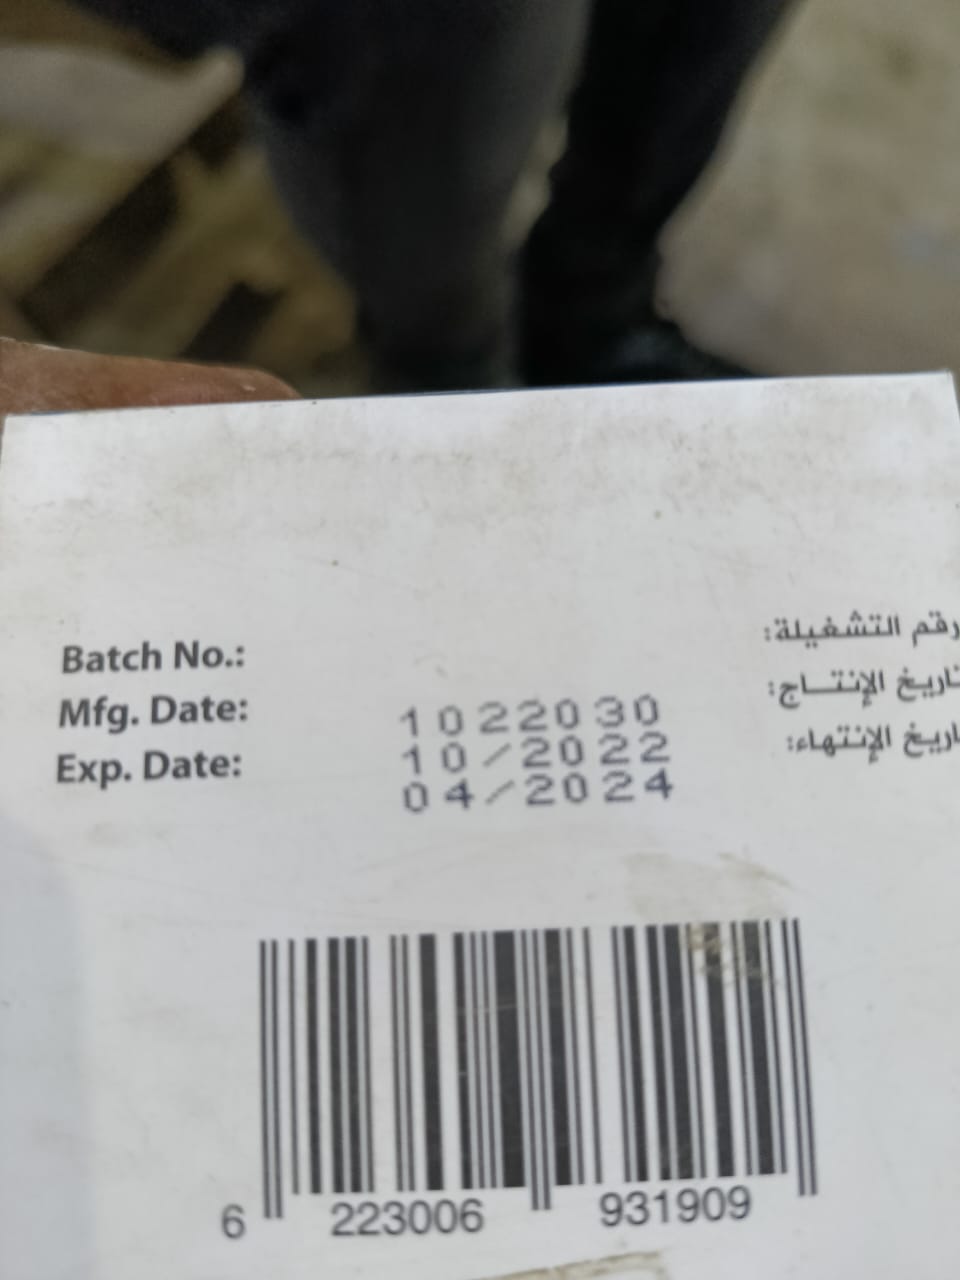 Batch No.:
Mfg. Date:
Exp. Date:
1022030
10/2022
04/2024
رقم التشغيلة:
تاريخ الإنتاج:
تاريخ الإنتهاء:
6 223006 931909